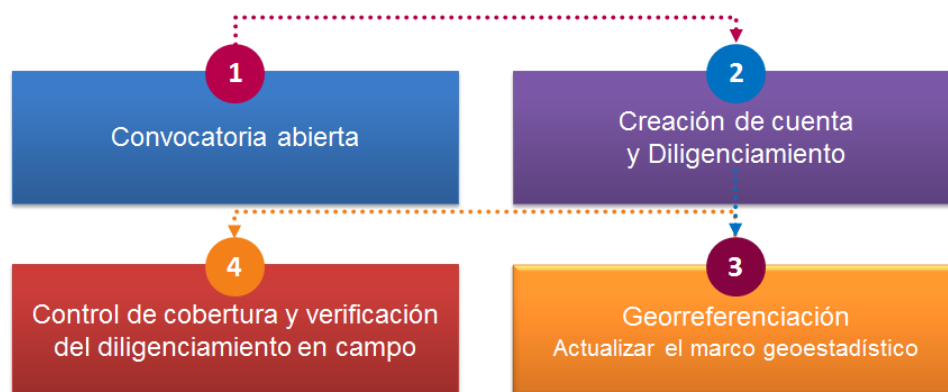 1
Convocatoria abierta
2
Creación de cuenta
y Diligenciamiento
4
Control de cobertura y verificación
del diligenciamiento en campo
3
Georreferenciación
Actualizar el marco geoestadístico